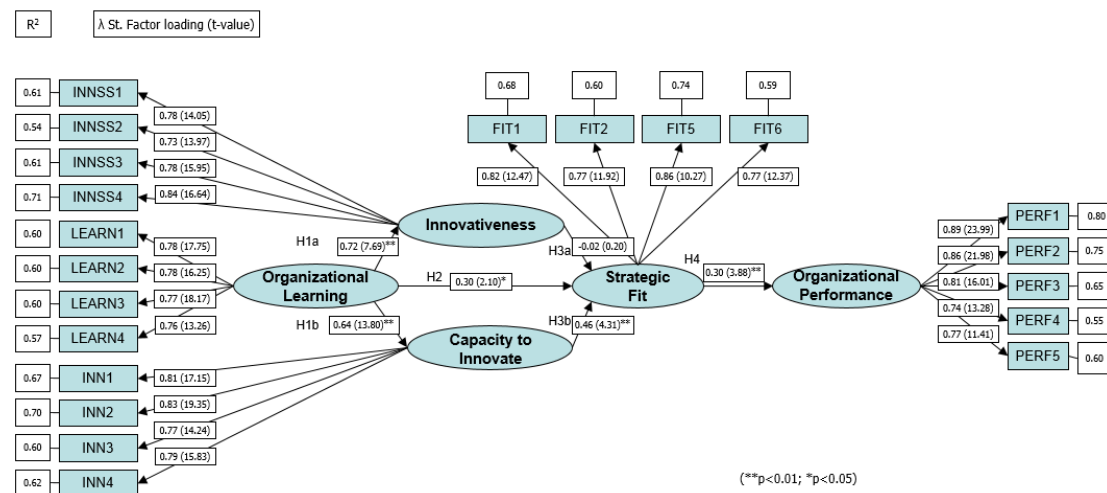 R²
λ St. Factor loading (t-value)
0.61
INNSS1
0.78 (14.05)
0.54
INNSS2
0.73 (13.97)
0.61
INNSS3
0.78 (15.95)
0.71
INNSS4
0.84 (16.64)
0.60
LEARN1
0.78 (17.75)
0.60
LEARN2
0.78 (16.25)
0.60
LEARN3
0.77 (18.17)
0.57
LEARN4
0.76 (13.26)
0.67
INN1
0.81 (17.15)
0.70
INN2
0.83 (19.35)
0.60
INN3
0.77 (14.24)
0.62
INN4
0.79 (15.83)
Organizational
Learning
H1a
0.72 (7.69)**
H2
0.30 (2.10)*
H1b
0.64 (13.80)**
Innovativeness
Capacity to
Innovate
H3a
-0.02 (0.20)
H3b
0.46 (4.31)**
0.68
0.60
0.74
0.59
FIT1
FIT2
FIT5
FIT6
0.82 (12.47)
0.77 (11.92)
0.86 (10.27)
0.77 (12.37)
Strategic
Fit
H4
0.30 (3.88)**
Organizational
Performance
0.89 (23.99)
PERF1
0.80
0.86 (21.98)
PERF2
0.75
0.81 (16.01)
PERF3
0.65
0.74 (13.28)
PERF4
0.55
0.77 (11.41)
PERF5
0.60
(**p<0.01; *p<0.05)